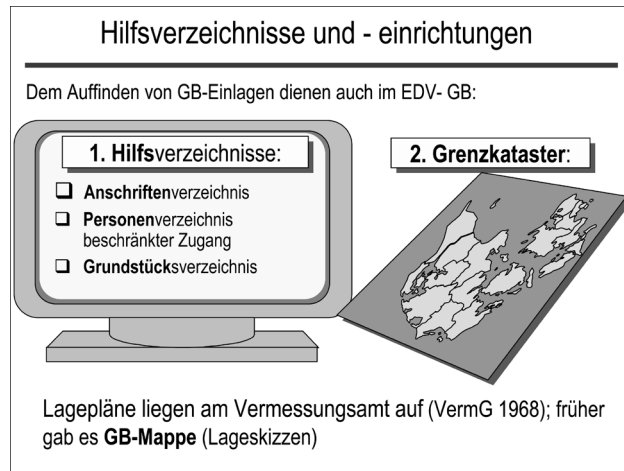 Hilfsverzeichnisse und - einrichtungen
Dem Auffinden von GB-Einlagen dienen auch im EDV- GB:
1. Hilfsverzeichnisse:
❑ Anschriftenverzeichnis
❑ Personenverzeichnis
beschränkter Zugang
❑ Grundstücksverzeichnis
2. Grenzkataster:
Lagepläne liegen am Vermessungsamt auf (VermG 1968); früher
gab es GB-Mappe (Lageskizzen)